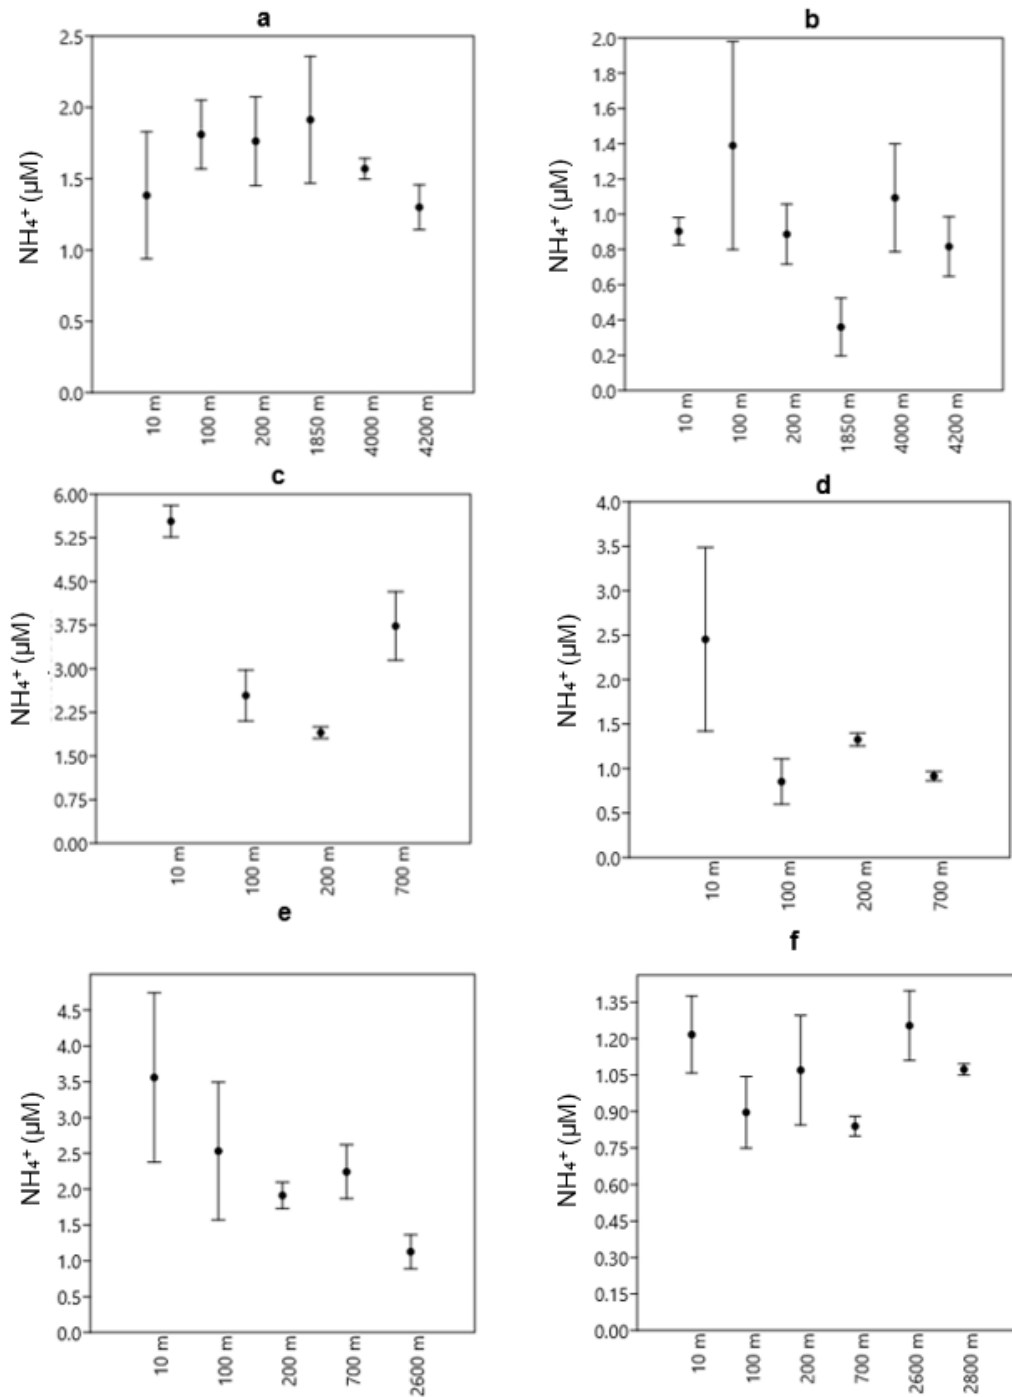 a
NH₄⁺ (µM)
2.5
2.0
1.5
1.0
0.5
0.0
10 m
100 m
200 m
1850 m
4000 m
4200 m
b
NH₄⁺ (µM)
2.0
1.8
1.6
1.4
1.2
1.0
0.8
0.6
0.4
0.2
0.0
10 m
100 m
200 m
1850 m
4000 m
4200 m
c
NH₄⁺ (µM)
6.00
5.25
4.50
3.75
3.00
2.25
1.50
0.75
0.00
10 m
100 m
200 m
700 m
d
NH₄⁺ (µM)
4.0
3.5
3.0
2.5
2.0
1.5
1.0
0.5
0.0
10 m
100 m
200 m
700 m
e
NH₄⁺ (µM)
4.5
4.0
3.5
3.0
2.5
2.0
1.5
1.0
0.5
0.0
10 m
100 m
200 m
700 m
2600 m
f
NH₄⁺ (µM)
1.35
1.20
1.05
0.90
0.75
0.60
0.45
0.30
0.15
0.00
10 m
100 m
200 m
700 m
2600 m
2800 m